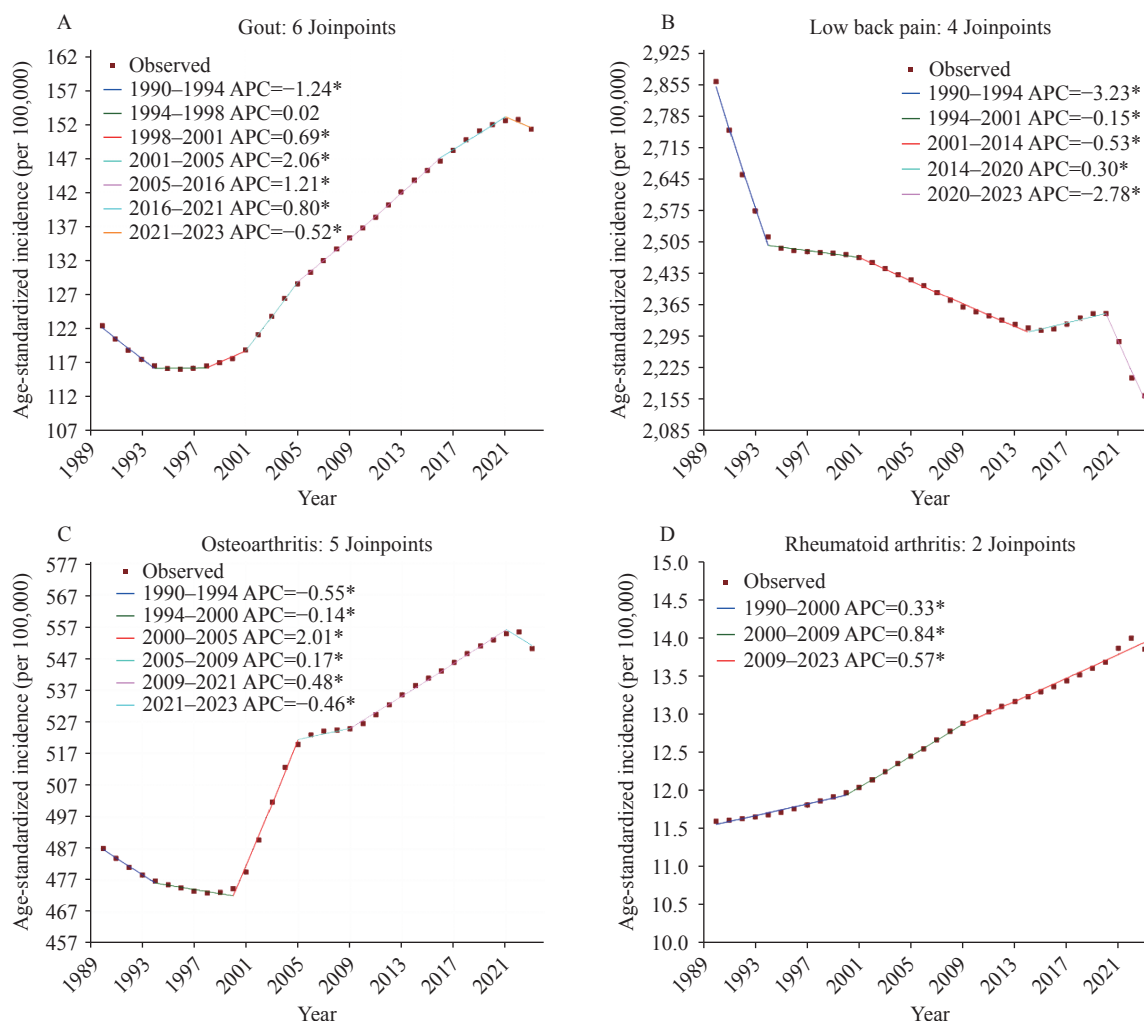 A
Gout: 6 Joinpoints
Age-standardized incidence (per 100,000)
162
157
152
147
142
137
132
127
122
117
112
107
Observed
1990–1994 APC=−1.24*
1994–1998 APC=0.02
1998–2001 APC=0.69*
2001–2005 APC=2.06*
2005–2016 APC=1.21*
2016–2021 APC=0.80*
2021–2023 APC=−0.52*
1989 1993 1997 2001 2005 2009 2013 2017 2021
Year
B
Low back pain: 4 Joinpoints
Age-standardized incidence (per 100,000)
2,925
2,855
2,785
2,715
2,645
2,575
2,505
2,435
2,365
2,295
2,225
2,155
2,085
Observed
1990–1994 APC=−3.23*
1994–2001 APC=−0.15*
2001–2014 APC=−0.53*
2014–2020 APC=0.30*
2020–2023 APC=−2.78*
1989 1993 1997 2001 2005 2009 2013 2017 2021
Year
C
Osteoarthritis: 5 Joinpoints
Age-standardized incidence (per 100,000)
577
567
557
547
537
527
517
507
497
487
477
467
457
Observed
1990–1994 APC=−0.55*
1994–2000 APC=−0.14*
2000–2005 APC=2.01*
2005–2009 APC=0.17*
2009–2021 APC=0.48*
2021–2023 APC=−0.46*
1989 1993 1997 2001 2005 2009 2013 2017 2021
Year
D
Rheumatoid arthritis: 2 Joinpoints
Age-standardized incidence (per 100,000)
15.0
14.5
14.0
13.5
13.0
12.5
12.0
11.5
11.0
10.5
10.0
Observed
1990–2000 APC=0.33*
2000–2009 APC=0.84*
2009–2023 APC=0.57*
1989 1993 1997 2001 2005 2009 2013 2017 2021
Year